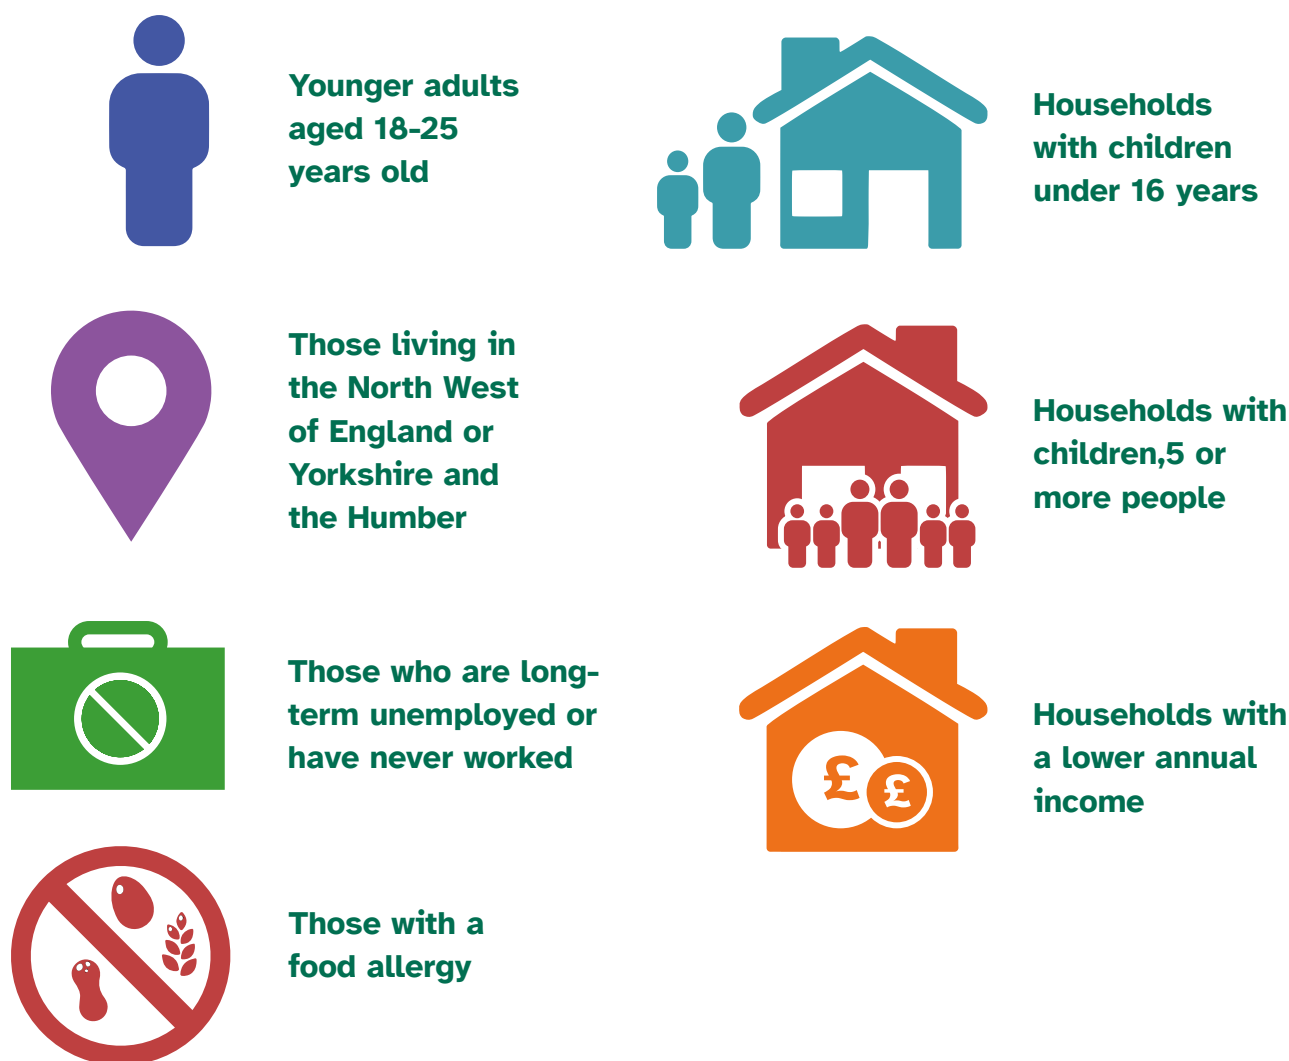 Younger adults
aged 18-25
years old
Households
with children
under 16 years
Those living in
the North West
of England or
Yorkshire and
the Humber
Households with
children,5 or
more people
Those who are long-
term unemployed or
have never worked
Households with
a lower annual
income
£
£
Those with a
food allergy